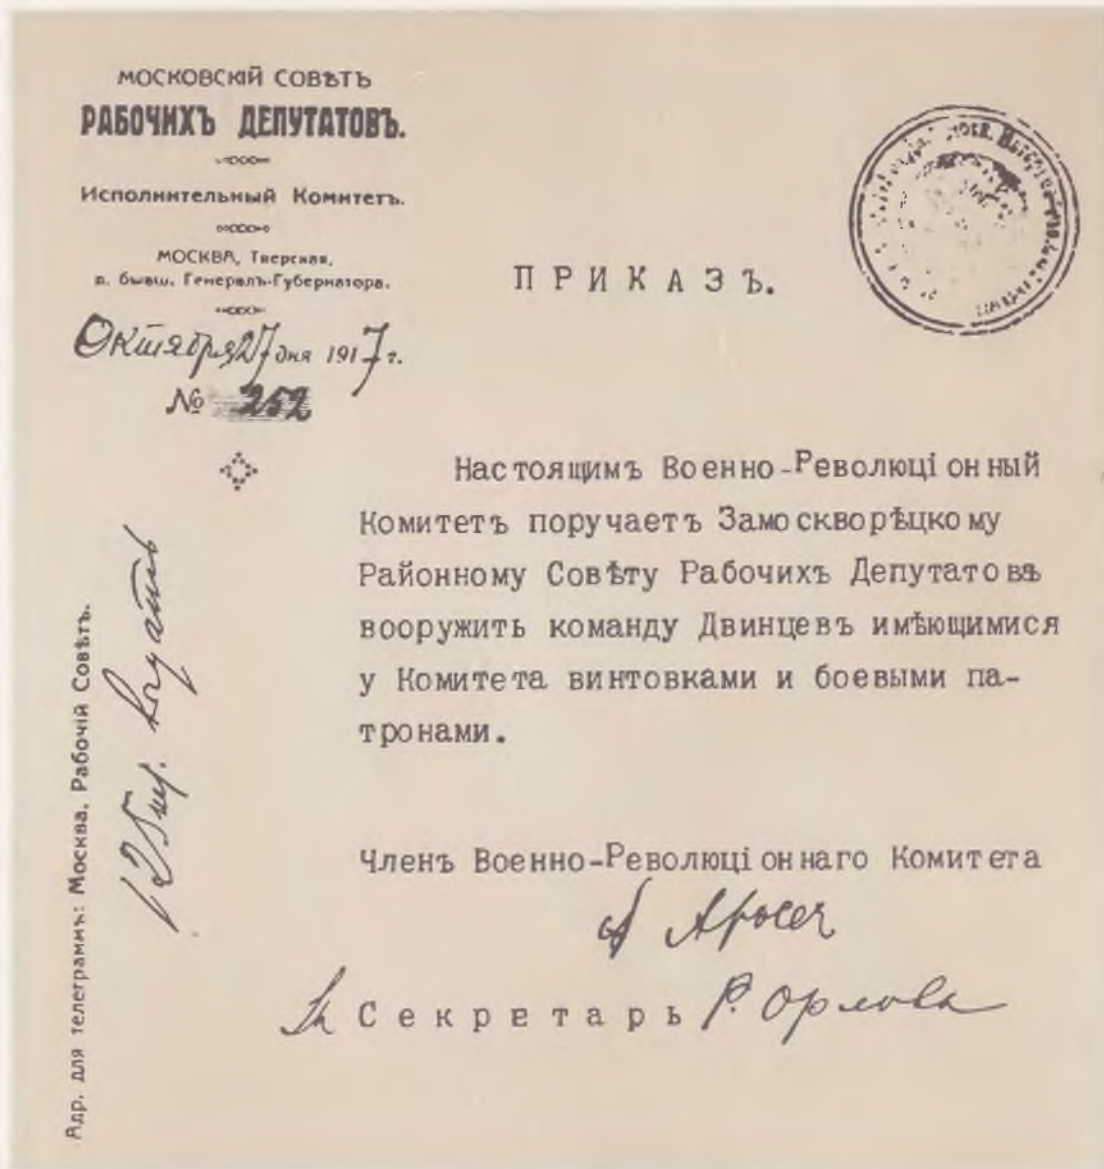 МОСКОВСКІЙ СОВѢТЪ
РАБОЧИХЪ ДЕПУТАТОВЪ.
Исполнительный Комитетъ.
МОСКВА, Тверская,
д. бывш. Генералъ-Губернатора.
Октября 27 дня 1917 г.
№ 252
ПРИКАЗЪ.
Настоящимъ Военно-Революціонный
Комитетъ поручаетъ Замоскворѣцкому
Районному Совѣту Рабочихъ Депутатовъ
вооружить команду Двинцевъ имѣющимися
у Комитета винтовками и боевыми па-
тронами.
Членъ Военно-Революціоннаго Комитета
А Аросев
Секретарь Р. Орлова
Адр. для телеграммъ: Москва. Рабочій Совѣтъ.